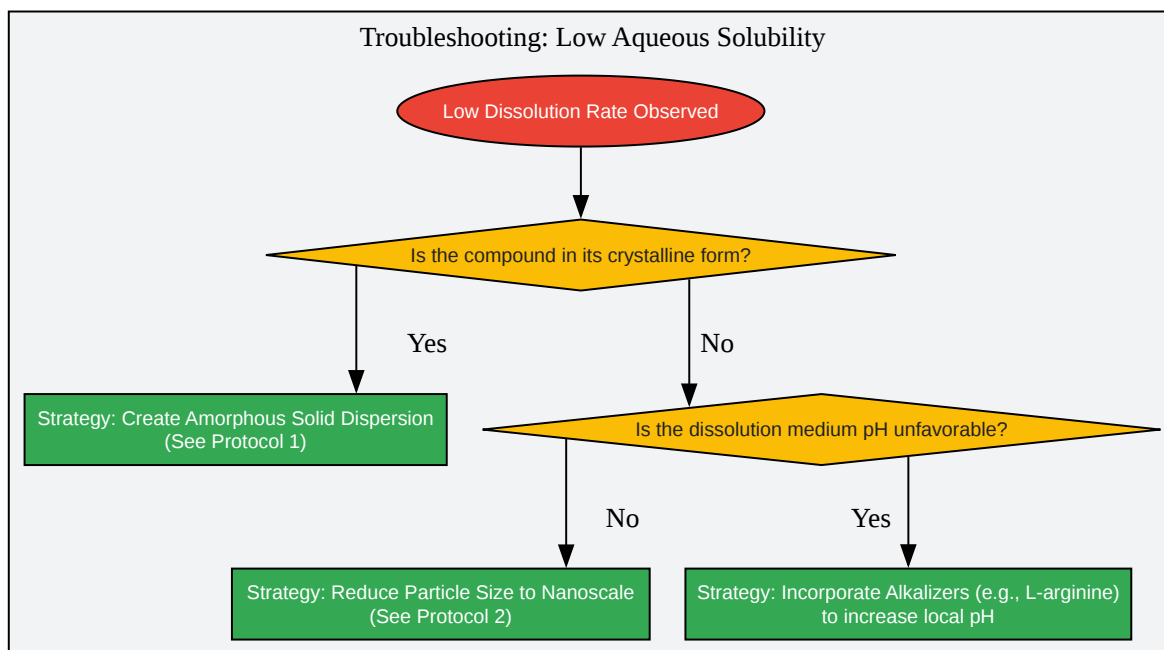 Troubleshooting: Low Aqueous Solubility
Low Dissolution Rate Observed
Is the compound in its crystalline form?
Yes
No
Strategy: Create Amorphous Solid Dispersion
(See Protocol 1)
Is the dissolution medium pH unfavorable?
No
Yes
Strategy: Reduce Particle Size to Nanoscale
(See Protocol 2)
Strategy: Incorporate Alkalizers (e.g., L-arginine)
to increase local pH